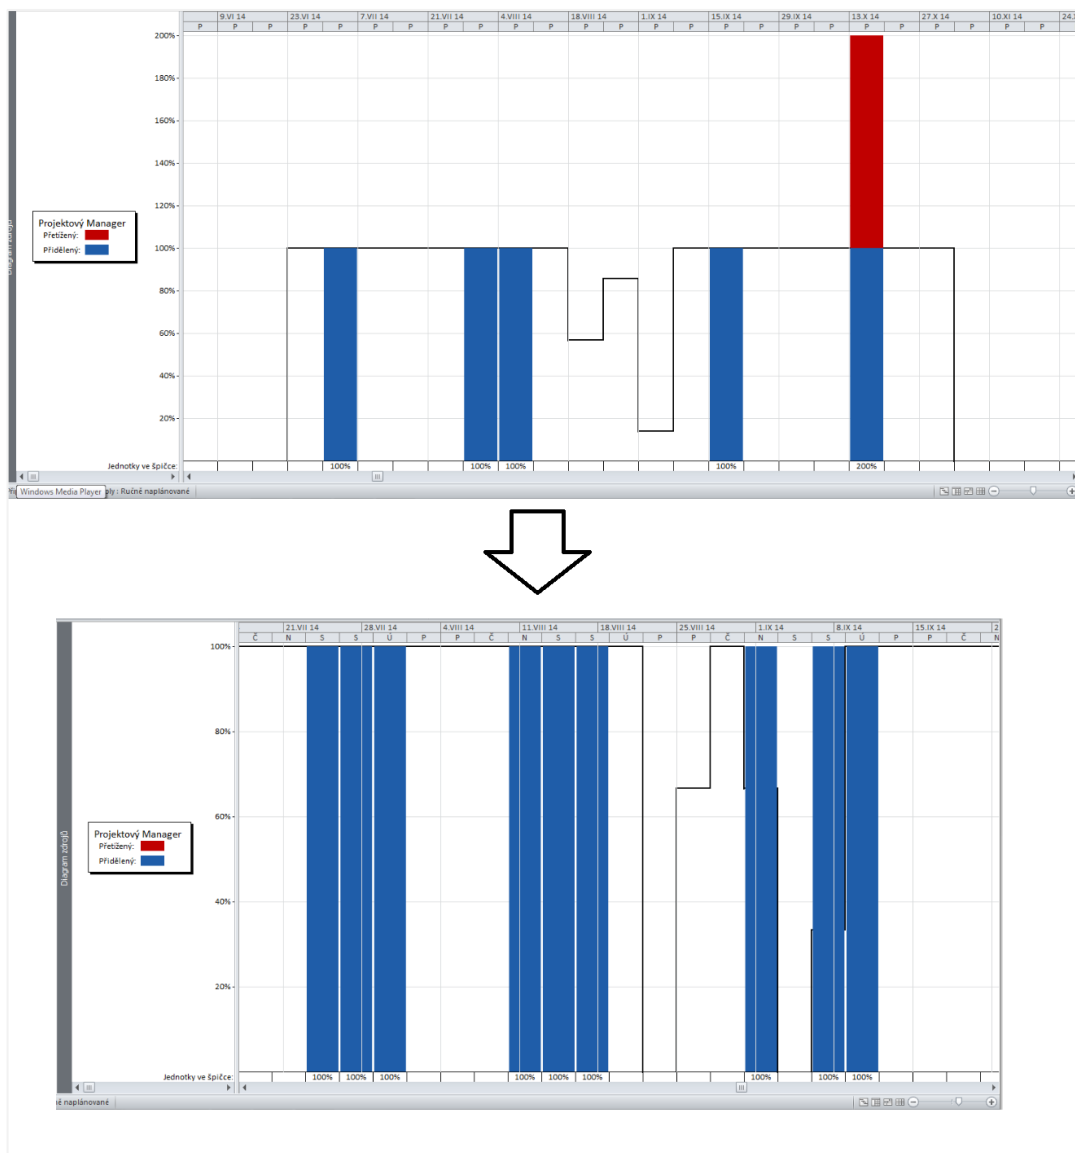 9.VI 14 23.VI 14 7.VII 14 21.VII 14 4.VIII 14 18.VIII 14 1.IX 14 15.IX 14 29.IX 14 13.X 14 27.X 14 10.XI 14 24.
P P P P P P P P P P P P P P P P P P P P P P P P P
200%
180%
160%
140%
120%
100%
80%
60%
40%
20%
Projektový Manager
Přetížený:
Přidělený:
Jednotky ve špičce:
100% 100% 100% 100% 200%
Windows Media Player
ply : Ručně naplánované
21.VII 14 28.VII 14 4.VIII 14 11.VIII 14 18.VIII 14 25.VIII 14 1.IX 14 8.IX 14 15.IX 14 2
Č N S S Ú P P Č N S S Ú P P Č N S S Ú P P Č N
100%
80%
60%
40%
20%
Diagram zdrojů
Projektový Manager
Přetížený:
Přidělený:
Jednotky ve špičce:
100% 100% 100% 100% 100% 100% 100% 100% 100%
ě naplánované